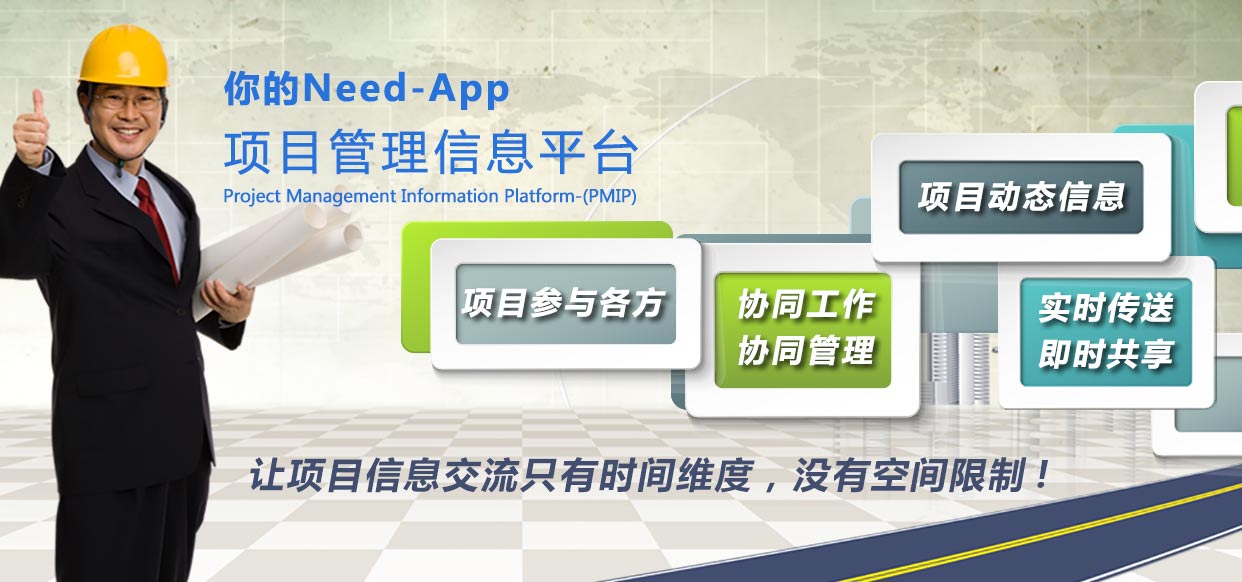 你的Need-App
项目管理信息平台
Project Management Information Platform-(PMIP)
项目动态信息
项目参与各方
协同工作
协同管理
实时传送
即时共享
让项目信息交流只有时间维度，没有空间限制！